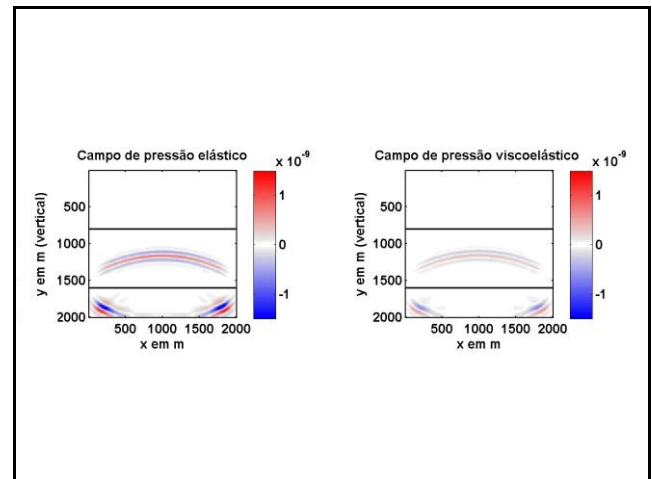 Campo de pressão elástico
x 10-9
y em m (vertical)
500
1000
1500
2000
500 1000 1500 2000
x em m
1
0
-1
Campo de pressão viscoelástico
x 10-9
y em m (vertical)
500
1000
1500
2000
500 1000 1500 2000
x em m
1
0
-1